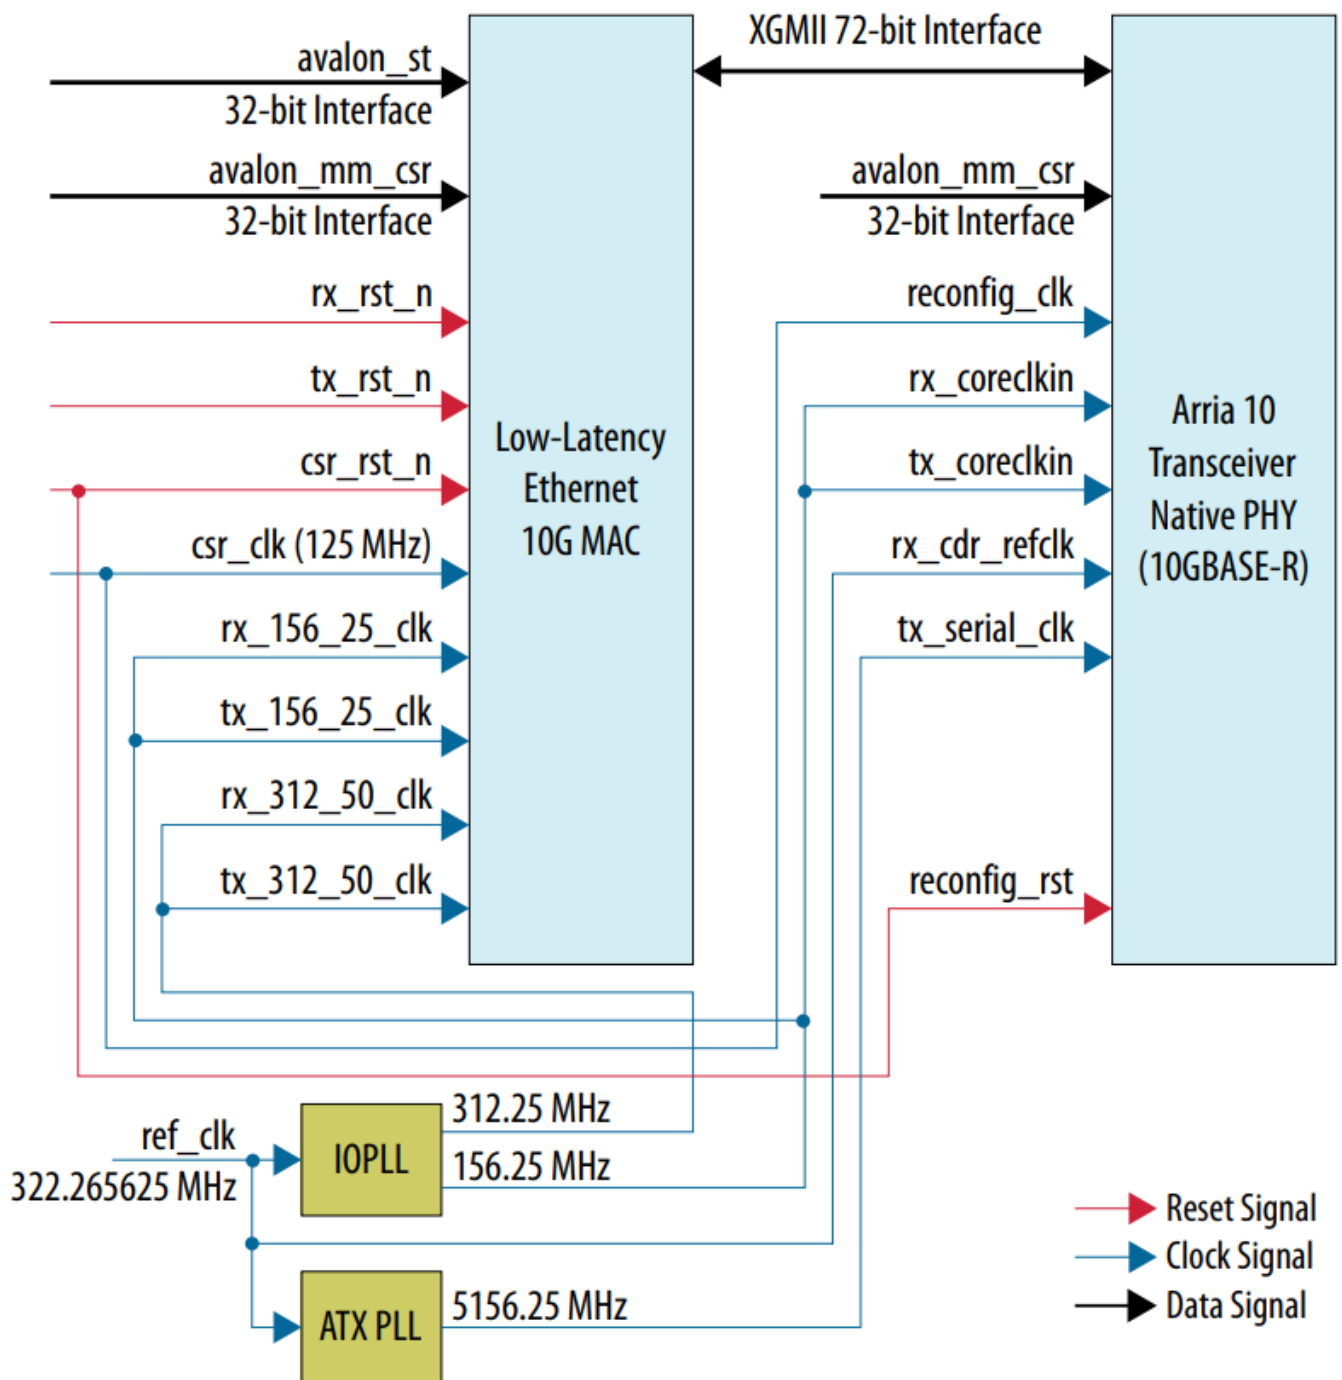 XGMII 72-bit Interface
avalon_st
32-bit Interface
avalon_mm_csr
32-bit Interface
avalon_mm_csr
32-bit Interface
rx_rst_n
reconfig_clk
tx_rst_n
rx_coreclkin
csr_rst_n
tx_coreclkin
csr_clk (125 MHz)
rx_cdr_refclk
rx_156_25_clk
tx_serial_clk
tx_156_25_clk
rx_312_50_clk
tx_312_50_clk
reconfig_rst
Low-Latency
Ethernet
10G MAC
Arria 10
Transceiver
Native PHY
(10GBASE-R)
ref_clk
322.265625 MHz
IOPLL
312.25 MHz
156.25 MHz
ATX PLL
5156.25 MHz
Reset Signal
Clock Signal
Data Signal